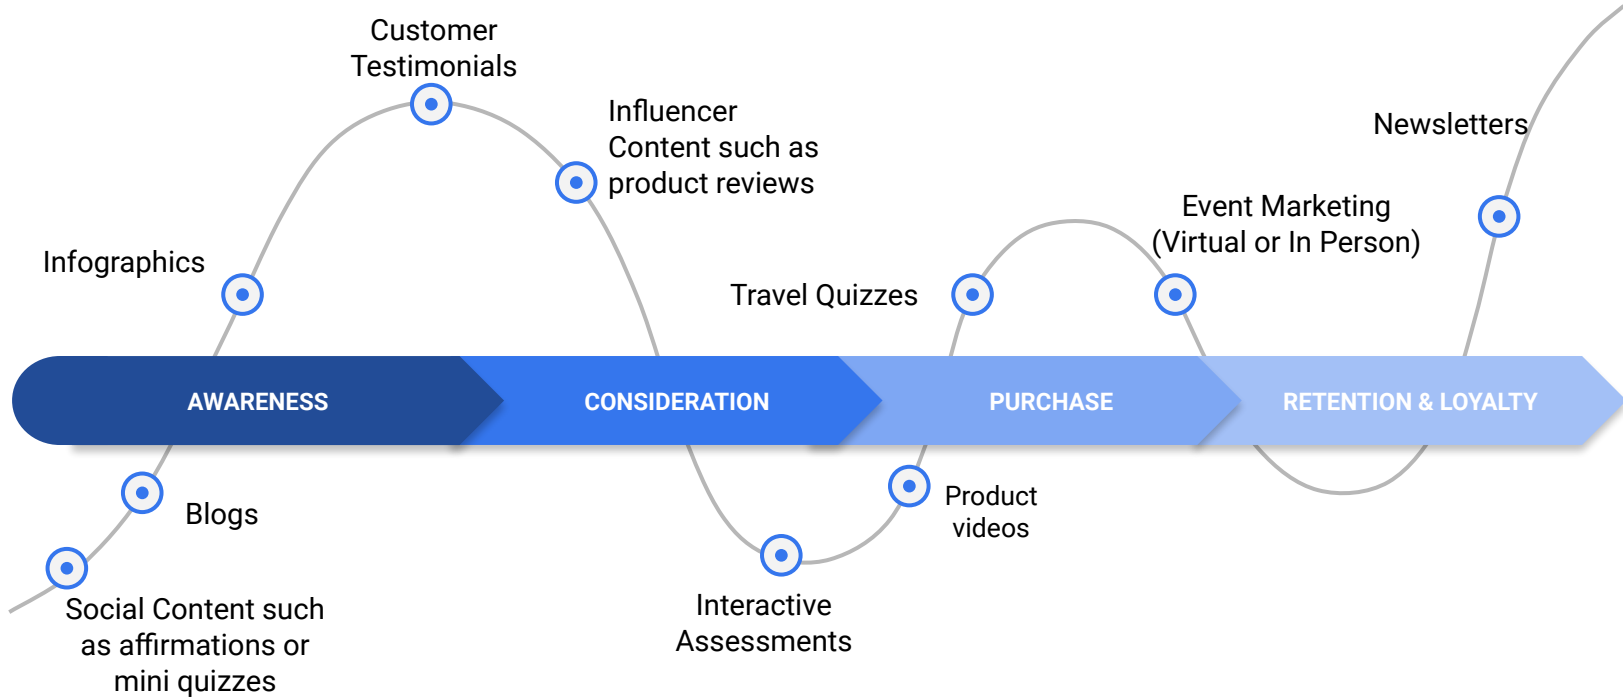 Customer
Testimonials
Influencer
Content such as
product reviews
Newsletters
Event Marketing
(Virtual or In Person)
Infographics
Travel Quizzes
AWARENESS
CONSIDERATION
PURCHASE
RETENTION & LOYALTY
Blogs
Product
videos
Social Content such
as affirmations or
mini quizzes
Interactive
Assessments